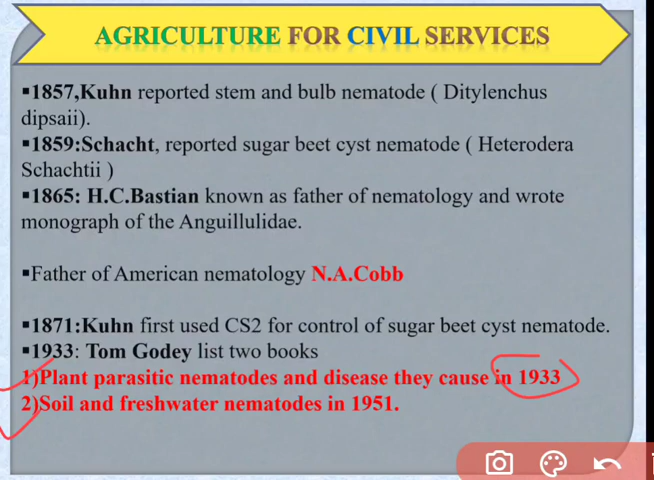 AGRICULTURE FOR CIVIL SERVICES
▪1857,Kuhn reported stem and bulb nematode ( Ditylenchus
dipsaii).
▪1859:Schacht, reported sugar beet cyst nematode ( Heterodera
Schachtii )
▪1865: H.C.Bastian known as father of nematology and wrote
monograph of the Anguillulidae.
▪Father of American nematology N.A.Cobb
▪1871:Kuhn first used CS2 for control of sugar beet cyst nematode.
▪1933: Tom Godey list two books
1)Plant parasitic nematodes and disease they cause in 1933
2)Soil and freshwater nematodes in 1951.